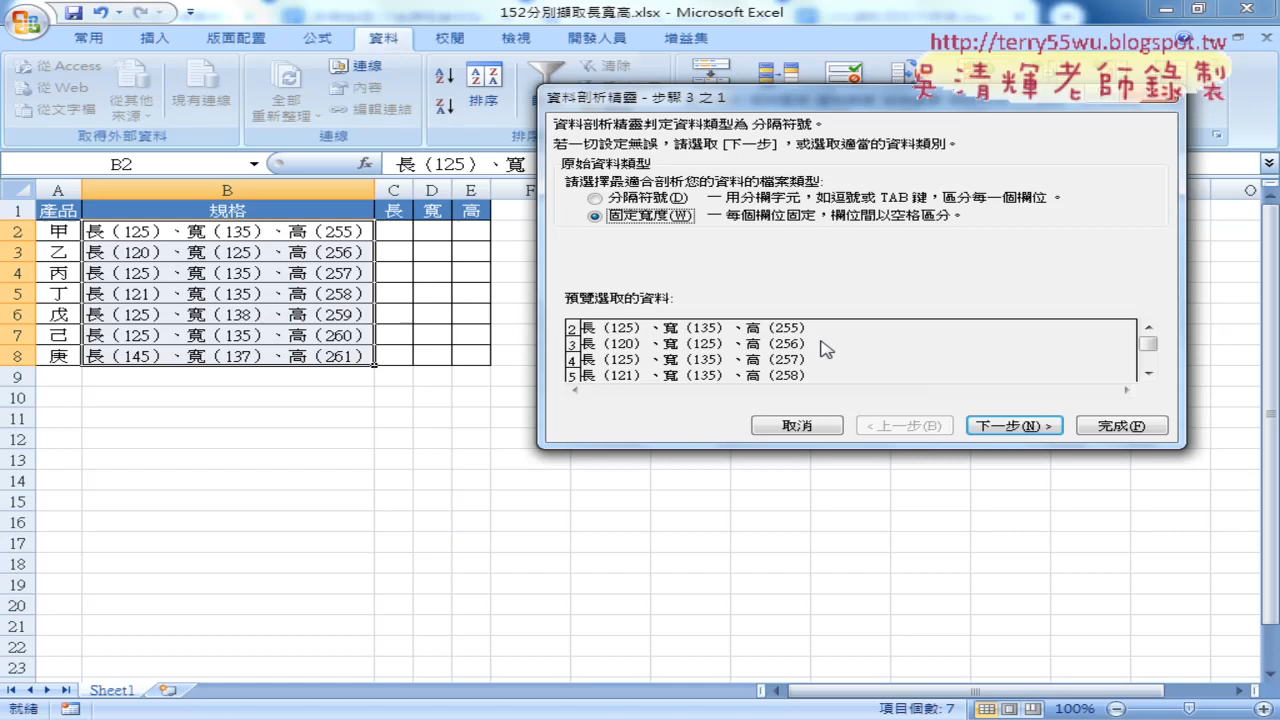 152分別擷取長寬高.xlsx - Microsoft Excel
常用 插入 版面配置 公式 資料 校閱 檢視 開發人員 增益集
http://terry55wu.blogspot.tw
吳清輝老師錄製
從 Access
從 Web
從文字檔
從其他來源
現有連線
取得外部資料
全部重新整理
連線
內容
編輯連結
連線
排序
清除
B2
fx
長（125）、寬
A B C D E F O
1 產品 規格 長 寬 高
2 甲 長（125）、寬（135）、高（255）
3 乙 長（120）、寬（125）、高（256）
4 丙 長（125）、寬（135）、高（257）
5 丁 長（121）、寬（135）、高（258）
6 戊 長（125）、寬（138）、高（259）
7 己 長（125）、寬（135）、高（260）
8 庚 長（145）、寬（137）、高（261）
9
10
11
12
13
14
15
16
17
18
19
20
21
22
23
資料剖析精靈 - 步驟 3 之 1
資料剖析精靈判定資料類型為 分隔符號。
若一切設定無誤，請選取 [下一步]，或選取適當的資料類別。
原始資料類型
請選擇最適合剖析您的資料的檔案類型:
分隔符號(D) － 用分欄字元，如逗號或 TAB 鍵，區分每一個欄位 。
固定寬度(W) － 每個欄位固定，欄位間以空格區分。
預覽選取的資料:
2 長（125）、寬（135）、高（255）
3 長（120）、寬（125）、高（256）
4 長（125）、寬（135）、高（257）
5 長（121）、寬（135）、高（258）
取消 < 上一步(B) 下一步(N) > 完成(F)
Sheet1
就緒 項目個數: 7 100%